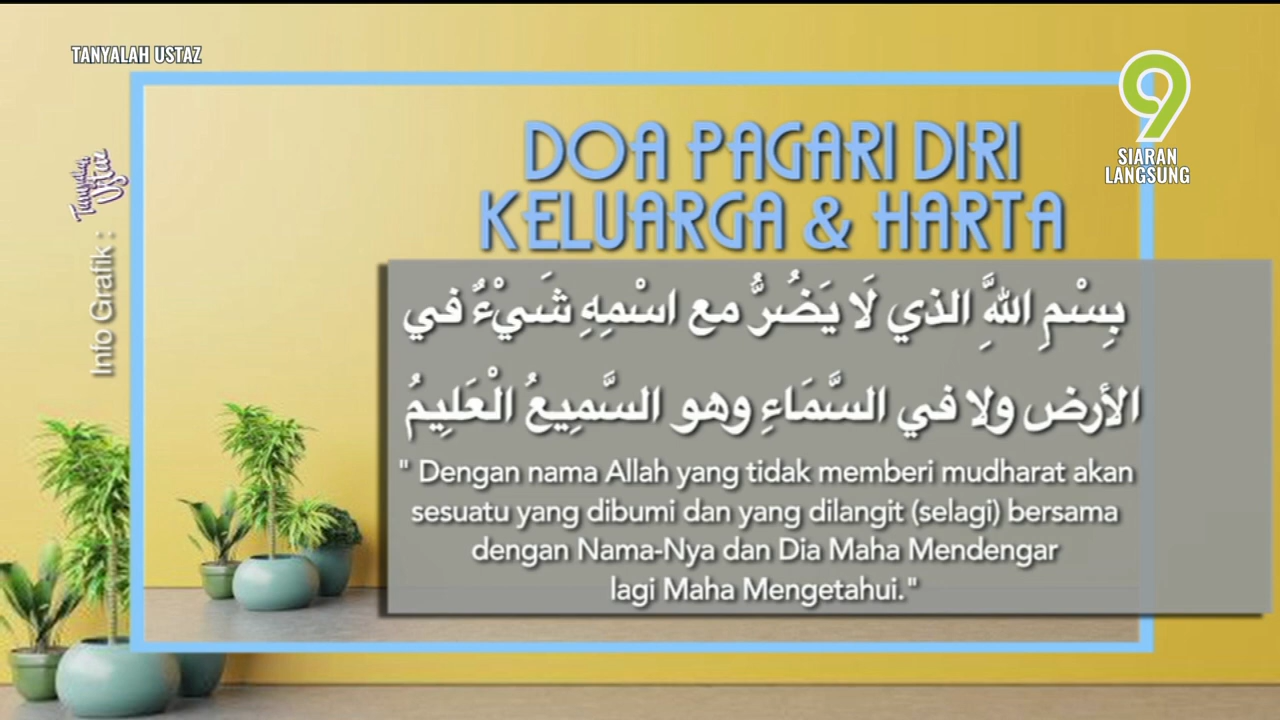 TANYALAH USTAZ
9
SIARAN
LANGSUNG
Info Grafik :
Tanyalah
Ustaz
DOA PAGARI DIRI
KELUARGA & HARTA
بِسْمِ اللهَِّ الذي لَا يَضُرُّ مع اسْمِهِ شَيْءٌ في
الأرض ولا في السَّمَاءِ وهو السَّمِيعُ الْعَلِيمُ
" Dengan nama Allah yang tidak memberi mudharat akan
sesuatu yang dibumi dan yang dilangit (selagi) bersama
dengan Nama-Nya dan Dia Maha Mendengar
lagi Maha Mengetahui."